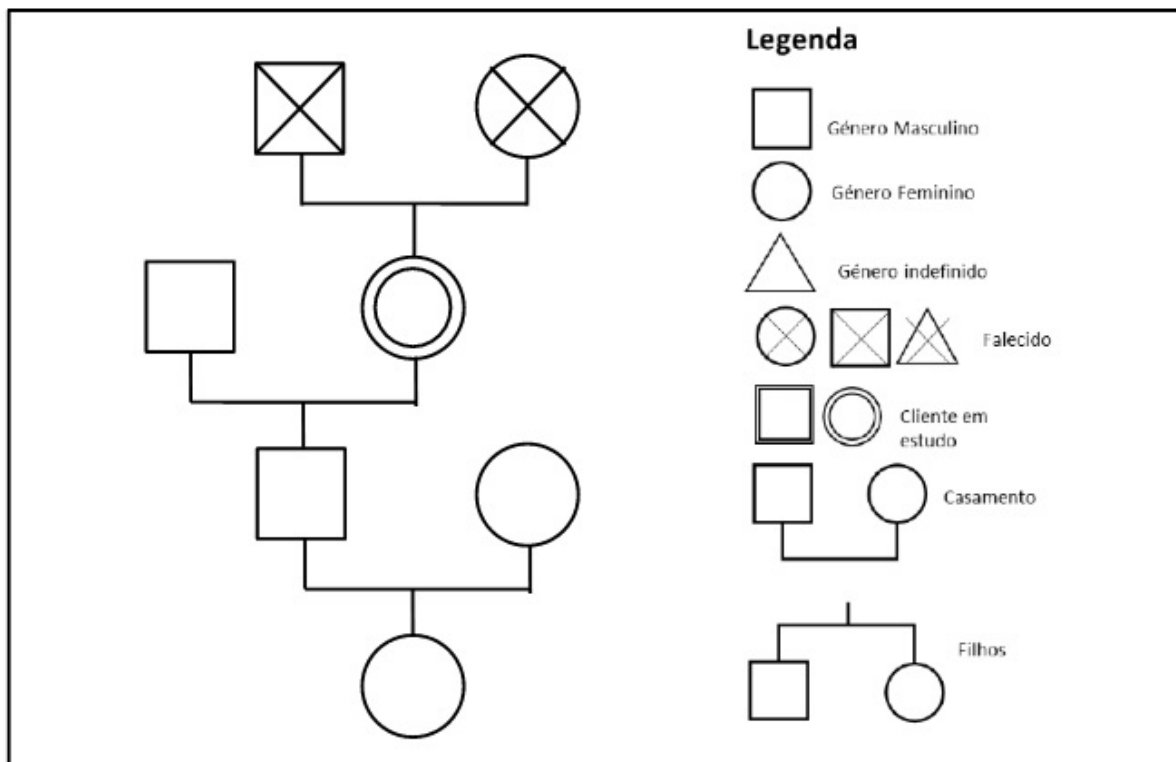 Legenda
Género Masculino
Género Feminino
Género indefinido
Falecido
Cliente em
estudo
Casamento
Filhos